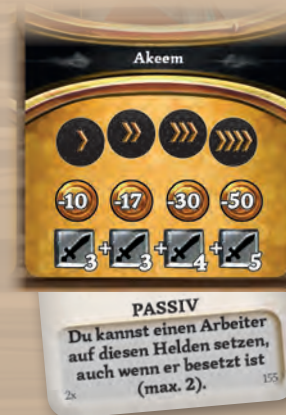 Akeem
-10 -17 -30 -50
3 + 3 + 4 + 5
PASSIV
Du kannst einen Arbeiter
auf diesen Helden setzen,
auch wenn er besetzt ist
(max. 2).
2x 155